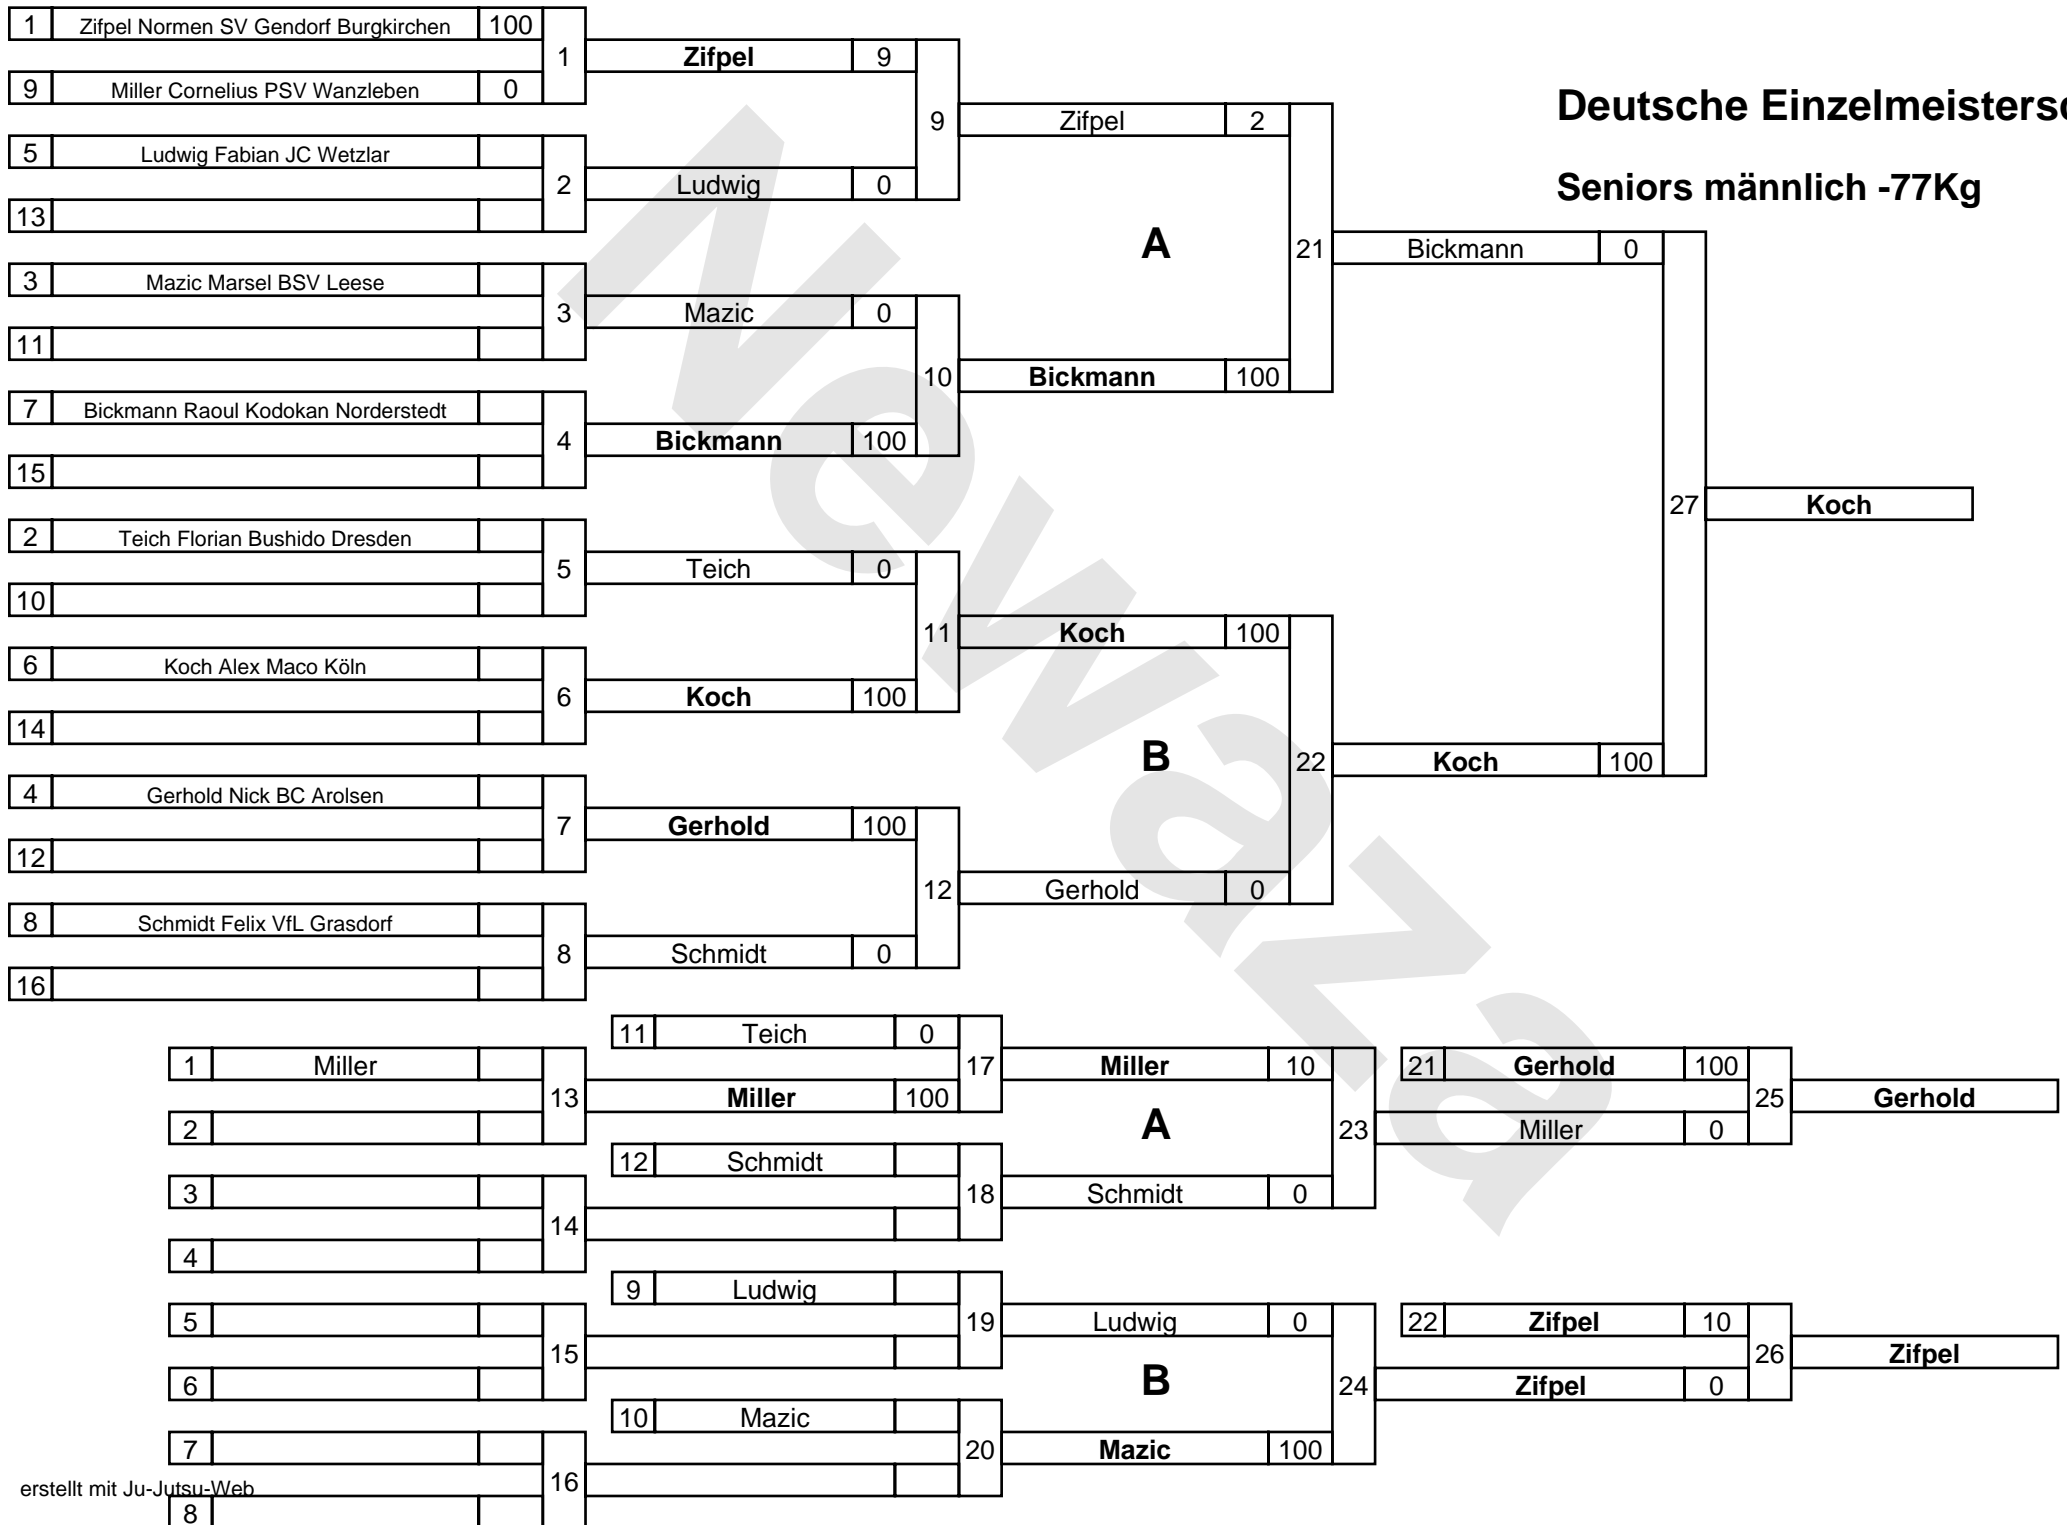 Deutsche Einzelmeistersc
Seniors männlich -77Kg
1 Zifpel Normen SV Gendorf Burgkirchen 100
9 Miller Cornelius PSV Wanzleben 0
1
5 Ludwig Fabian JC Wetzlar
13
2
3 Mazic Marsel BSV Leese
11
3
7 Bickmann Raoul Kodokan Norderstedt
15
4
2 Teich Florian Bushido Dresden
10
5
6 Koch Alex Maco Köln
14
6
4 Gerhold Nick BC Arolsen
12
7
8 Schmidt Felix VfL Grasdorf
16
8
Zifpel 9
Ludwig 0
9
Mazic 0
Bickmann 100
10
Teich 0
Koch 100
11
Gerhold 100
Schmidt 0
12
Zifpel 2
A
Bickmann 100
21
Koch 100
B
Gerhold 0
22
Bickmann 0
Koch 100
27
Koch
1 Miller
2
13
3
4
14
5
6
15
7
8
16
11 Teich 0
Miller 100
17
12 Schmidt
18
9 Ludwig
19
10 Mazic
20
Miller 10
A
Schmidt 0
23
Ludwig 0
B
Mazic 100
24
21 Gerhold 100
Miller 0
25
Gerhold
22 Zifpel 10
Zifpel 0
26
Zifpel
erstellt mit Ju-Jutsu-Web
Newaza